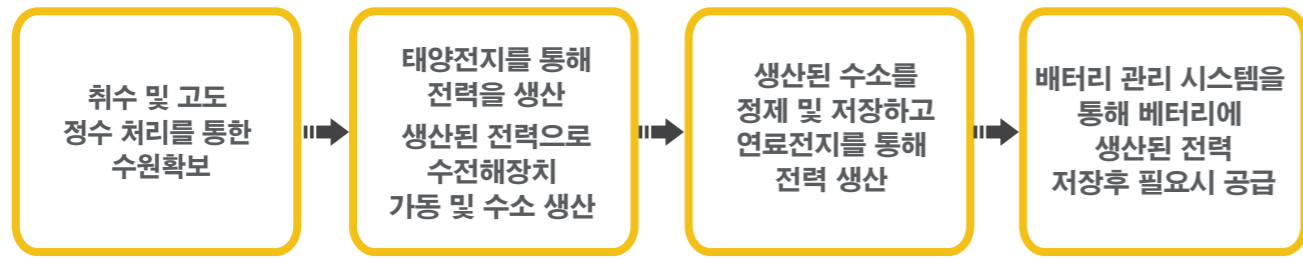 취수 및 고도
정수 처리를 통한
수원확보
태양전지를 통해
전력을 생산
생산된 전력으로
수전해장치
가동 및 수소 생산
생산된 수소를
정제 및 저장하고
연료전지를 통해
전력 생산
배터리 관리 시스템을
통해 베터리에
생산된 전력
저장후 필요시 공급